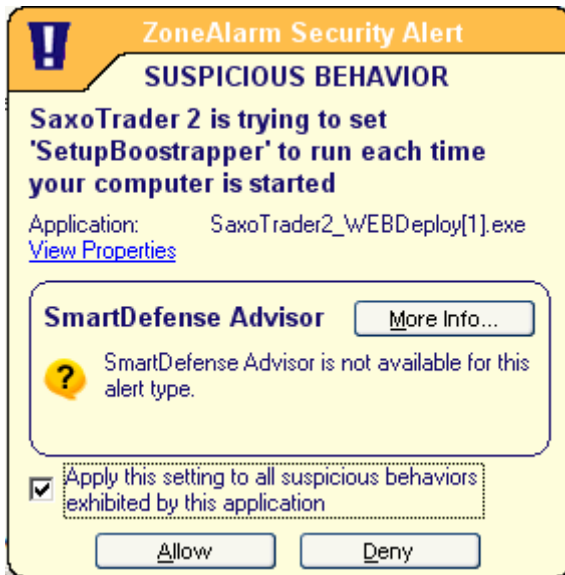 ZoneAlarm Security Alert
SUSPICIOUS BEHAVIOR
SaxoTrader 2 is trying to set
'SetupBoostrapper' to run each time
your computer is started
Application: SaxoTrader2_WEBDeploy[1].exe
View Properties
SmartDefense Advisor More Info...
SmartDefense Advisor is not available for this
alert type.
Apply this setting to all suspicious behaviors
exhibited by this application
Allow Deny